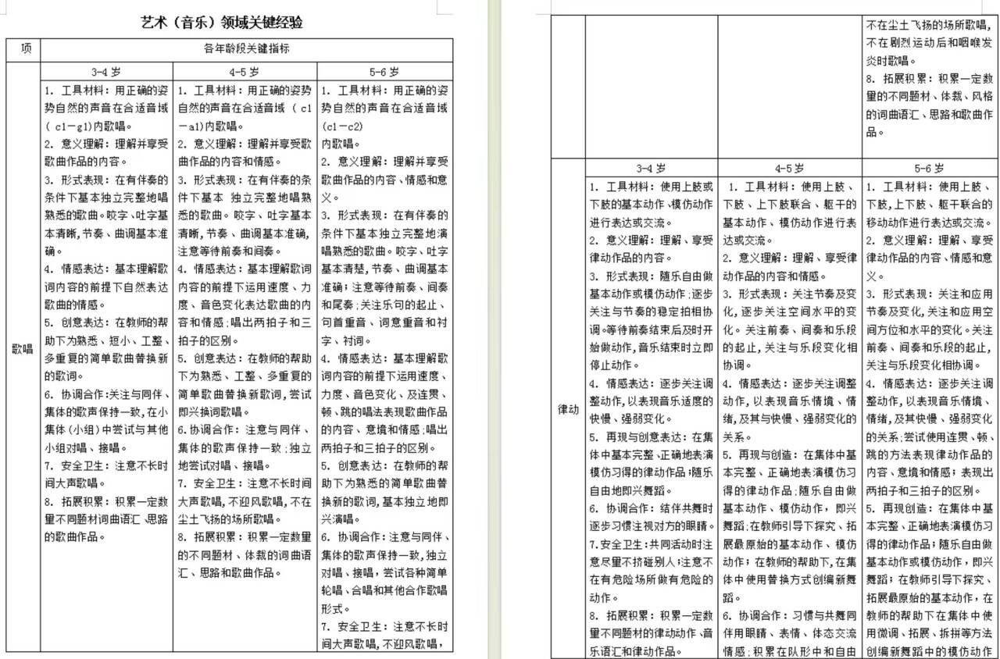 艺术（音乐）领域关键经验
项
各年龄段关键指标
3-4 岁
4-5 岁
5-6 岁
歌唱
1. 工具材料：用正确的姿
势自然的声音在合适音域
( c1－g1)内歌唱。
2. 意义理解：理解并享受
歌曲作品的内容。
3. 形式表现：在有伴奏的
条件下基本独立完整地唱
熟悉的歌曲。咬字、吐字基
本清晰,节奏、曲调基本准
确。
4. 情感表达：基本理解歌
词内容的前提下自然表达
歌曲的情感。
5. 创意表达：在教师的帮
助下为熟悉、短小、工整、
多重复的简单歌曲替换新
的歌词。
6. 协调合作:关注与同伴、
集体的歌声保持一致,在小
集体(小组)中尝试与其他
小组对唱、接唱。
7. 安全卫生：注意不长时
间大声歌唱。
8. 拓展积累：积累一定数
量不同题材词曲语汇、思路
的歌曲作品。
1. 工具材料：用正确的姿势
自然的声音在合适音域 ( c1
－a1)内歌唱。
2. 意义理解：理解并享受歌
曲作品的内容和情感。
3. 形式表现：在有伴奏的条
件下基本 独立完整地唱熟
悉的歌曲。咬字、吐字基本
清晰,节奏、曲调基本准确,
注意等待前奏和间奏。
4. 情感表达：基本理解歌词
内容的前提下运用速度、力
度、音色变化表达歌曲的内
容和情感;唱出两拍子和三
拍子的区别。
5. 创意表达：在教师的帮助
下为熟悉、工整、多重复的
简单歌曲替换新歌词,尝试
即兴换词歌唱。
6.协调合作：注意与同伴、
集体的歌声保持一致;独立
地尝试对唱、接唱。
7. 安全卫生：注意不长时间
大声歌唱,不迎风歌唱,不在
尘土飞扬的场所歌唱。
8. 拓展积累：积累一定数量
的不同题材、体裁的词曲语
汇、思路和歌曲作品。
1. 工具材料：用正确的姿势
自然的声音在合适音域
(c1－c2)
内歌唱。
2. 意义理解：理解并享受
歌曲作品的内容、情感和意
义。
3. 形式表现：在有伴奏的
条件下基本独立完整地演
唱熟悉的歌曲。咬字、吐字
基本清楚,节奏、曲调基本
准确；注意等待前奏、间奏
和尾奏;关注乐句的起止、
句首重音、词意重音和衬
字、衬词。
4. 情感表达：基本理解歌
词内容的前提下运用速度、
力度、音色变化、及连贯、
顿、跳的唱法表现歌曲作品
的内容、意境和情感;唱出
两拍子和三拍子的区别。
5. 创意表达：在教师的帮
助下为熟悉的简单歌曲替
换新的歌词,基本独立地即
兴演唱。
6. 协调合作：注意与同伴、
集体的歌声保持一致,独立
对唱、接唱，尝试各种简单
轮唱、合唱和其他合作歌唱
形式。
7. 安全卫生：注意不长时
间大声歌唱,不迎风歌唱，
不在尘土飞扬的场所歌唱,
不在剧烈运动后和咽喉发
炎时歌唱。
8. 拓展积累：积累一定数
量的不同题材、体裁、风格
的词曲语汇、思路和歌曲作
品。
律动
3-4 岁
4-5 岁
5-6 岁
1. 工具材料：使用上肢或
下肢的基本动作、模仿动作
进行表达或交流。
2. 意义理解：理解、享受
律动作品的内容。
3. 形式表现：随乐自由做
基本动作或模仿动作;逐步
关注与节奏的稳定拍相协
调。等待前奏结束后及时开
始做动作,音乐结束时立即
停止动作。
4. 情感表达：逐步关注调
整动作,以表现音乐适度的
快慢、强弱变化。
5. 再现与创意表达：在集
体中基本完整、正确地表演
模仿习得的律动作品;随乐
自由地即兴舞蹈。
6. 协调合作：结伴共舞时
逐步习惯注视对方的眼睛。
7.安全卫生：共同活动时注
意尽量不挤碰别人;注意不
在有危险场所做有危险的
动作。
8. 拓展积累：积累一定数
量不同题材的律动动作、音
乐语汇和律动作品。
1. 工具材料：使用上肢、
下肢、上下肢联合、躯干的
基本动作、模仿动作进行表
达或交流。
2. 意义理解：理解、享受律
动作品的内容和情感。
3. 形式表现：关注节奏及变
化,逐步关注空间水平的变
化。关注前奏、间奏和乐段
的起止,关注与乐段变化相
协调。
4. 情感表达：逐步关注调整
动作,以表现音乐情境、情
绪,及其与快慢、强弱变化的
关系。
5. 再现与创造：在集体中基
本完整、正确地表演模仿习
得的律动作品;随乐自由做
基本动作、模仿动作，即兴
舞蹈;在教师引导下探究、拓
展最原始的基本动作、模仿
动作；在教师的帮助下,在集
体中使用替换方式创编新舞
蹈。
6. 协调合作：习惯与共舞同
伴用眼睛、表情、体态交流
情感;积累在队形中和自由
1. 工具材料：使用上肢、
下肢,上下肢、躯干联合的
移动动作进行表达或交流。
2. 意义理解：理解、享受
律动作品的内容、情感和意
义。
3. 形式表现：关注和应用
节奏及变化,关注和应用空
间方位和水平的变化。关注
前奏、间奏和乐段的起止,
关注与乐段变化相协调。
4. 情感表达：逐步关注调
整动作,以表现音乐情境、
情绪,及其快慢、强弱变化
的关系;尝试使用连贯、顿、
跳的方法表现律动作品的
内容、意境和情感；表现出
两拍子和三拍子的区别。
5. 再现创造：在集体中基
本完整、正确地表演模仿习
得的律动作品；随乐自由做
基本动作或模仿动作，即兴
舞蹈；在教师引导下探究、
拓展最原始的基本动作，在
教师的帮助下在集体中使
用微调、拓展、拆拼等方法
创编新舞蹈中的模仿动作